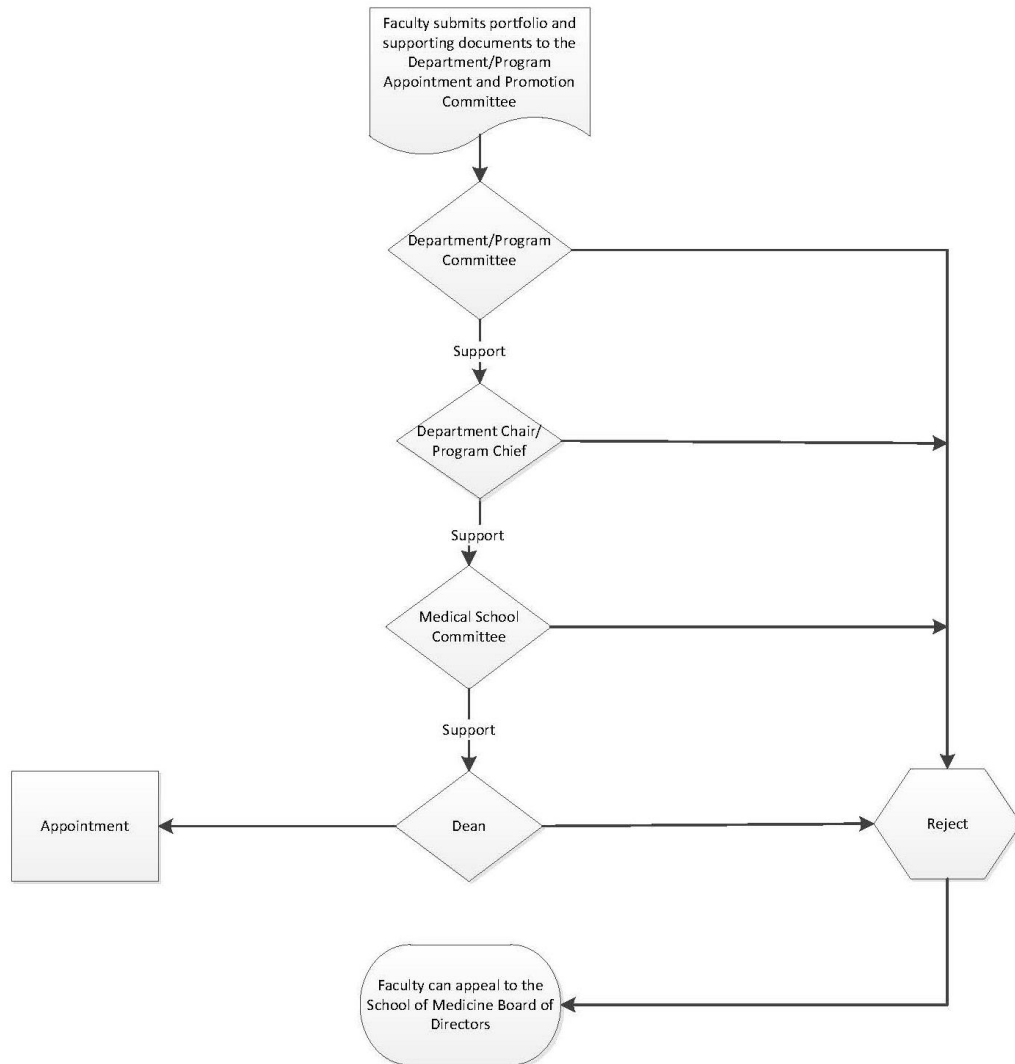 Faculty submits portfolio and
supporting documents to the
Department/Program
Appointment and Promotion
Committee
Department/Program
Committee
Support
Department Chair/
Program Chief
Support
Medical School
Committee
Support
Appointment
Dean
Reject
Faculty can appeal to the
School of Medicine Board of
Directors